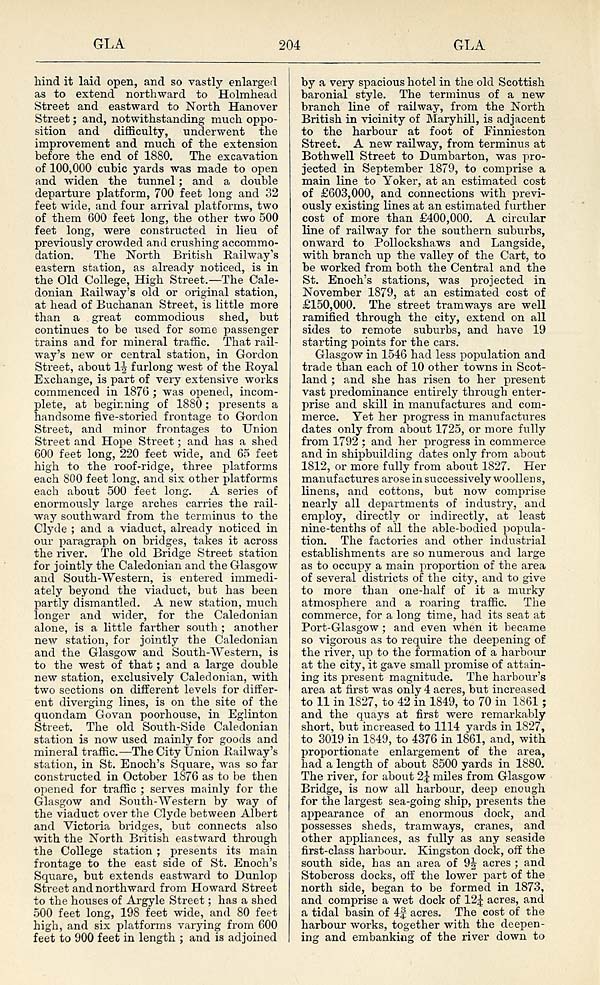 GLA 204 GLA
hind it laid open, and so vastly enlarged
as to extend northward to Holmhead
Street and eastward to North Hanover
Street; and, notwithstanding much oppo-
sition and difficulty, underwent the
improvement and much of the extension
before the end of 1880. The excavation
of 100,000 cubic yards was made to open
and widen the tunnel; and a double
departure platform, 700 feet long and 32
feet wide, and four arrival platforms, two
of them 600 feet long, the other two 500
feet long, were constructed in lieu of
previously crowded and crushing accommo-
dation. The North British Railway's
eastern station, as already noticed, is in
the Old College, High Street.—The Cale-
donian Railway's old or original station,
at head of Buchanan Street, is little more
than a great commodious shed, but
continues to be used for some passenger
trains and for mineral traffic. That rail-
way's new or central station, in Gordon
Street, about 1½ furlong west of the Royal
Exchange, is part of very extensive works
commenced in 1876; was opened, incom-
plete, at beginning of 1880; presents a
handsome five-storied frontage to Gordon
Street, and minor frontages to Union
Street and Hope Street; and has a shed
600 feet long, 220 feet wide, and 65 feet
high to the roof-ridge, three platforms
each 800 feet long, and six other platforms
each about 500 feet long. A series of
enormously large arches carries the rail-
way southward from the terminus to the
Clyde; and a viaduct, already noticed in
our paragraph on bridges, takes it across
the river. The old Bridge Street station
for jointly the Caledonian and the Glasgow
and South-Western, is entered immedi-
ately beyond the viaduct, but has been
partly dismantled. A new station, much
longer and wider, for the Caledonian
alone, is a little farther south; another
new station, for jointly the Caledonian
and the Glasgow and South-Western, is
to the west of that; and a large double
new station, exclusively Caledonian, with
two sections on different levels for differ-
ent diverging lines, is on the site of the
quondam Govan poorhouse, in Eglinton
Street. The old South-Side Caledonian
station is now used mainly for goods and
mineral traffic.—The City Union Railway's
station, in St. Enoch's Square, was so far
constructed in October 1876 as to be then
opened for traffic; serves mainly for the
Glasgow and South-Western by way of
the viaduct over the Clyde between Albert
and Victoria bridges, but connects also
with the North British eastward through
the College station; presents its main
frontage to the east side of St. Enoch's
Square, but extends eastward to Dunlop
Street and northward from Howard Street
to the houses of Argyle Street; has a shed
500 feet long, 198 feet wide, and 80 feet
high, and six platforms varying from 600
feet to 900 feet in length; and is adjoined
by a very spacious hotel in the old Scottish
baronial style. The terminus of a new
branch line of railway, from the North
British in vicinity of Maryhill, is adjacent
to the harbour at foot of Finnieston
Street. A new railway, from terminus at
Bothwell Street to Dumbarton, was pro-
jected in September 1879, to comprise a
main line to Yoker, at an estimated cost
of £603,000, and connections with previ-
ously existing lines at an estimated further
cost of more than £400,000. A circular
line of railway for the southern suburbs,
onward to Pollockshaws and Langside,
with branch up the valley of the Cart, to
be worked from both the Central and the
St. Enoch's stations, was projected in
November 1879, at an estimated cost of
£150,000. The street tramways are well
ramified through the city, extend on all
sides to remote suburbs, and have 19
starting points for the cars.
Glasgow in 1546 had less population and
trade than each of 10 other towns in Scot-
land; and she has risen to her present
vast predominance entirely through enter-
prise and skill in manufactures and com-
merce. Yet her progress in manufactures
dates only from about 1725, or more fully
from 1792; and her progress in commerce
and in shipbuilding dates only from about
1812, or more fully from about 1827. Her
manufactures arose in successively woollens,
linens, and cottons, but now comprise
nearly all departments of industry, and
employ, directly or indirectly, at least
nine-tenths of all the able-bodied popula-
tion. The factories and other industrial
establishments are so numerous and large
as to occupy a main proportion of the area
of several districts of the city, and to give
to more than one-half of it a murky
atmosphere and a roaring traffic. The
commerce, for a long time, had its seat at
Port-Glasgow; and even when it became
so vigorous as to require the deepening of
the river, up to the formation of a harbour
at the city, it gave small promise of attain-
ing its present magnitude. The harbour's
area at first was only 4 acres, but increased
to 11 in 1827, to 42 in 1849, to 70 in 1861;
and the quays at first were remarkably
short, but increased to 1114 yards in 1827,
to 3019 in 1849, to 4376 in 1861, and, with
proportionate enlargement of the area,
had a length of about 8500 yards in 1880.
The river, for about 2¼ miles from Glasgow
Bridge, is now all harbour, deep enough
for the largest sea-going ship, presents the
appearance of an enormous dock, and
possesses sheds, tramways, cranes, and
other appliances, as fully as any seaside
first-class harbour. Kingston dock, off the
south side, has an area of 9½ acres; and
Stobcross docks, off the lower part of the
north side, began to be formed in 1873,
and comprise a wet dock of 12¼ acres, and
a tidal basin of 4¾ acres. The cost of the
harbour works, together with the deepen-
ing and embanking of the river down to